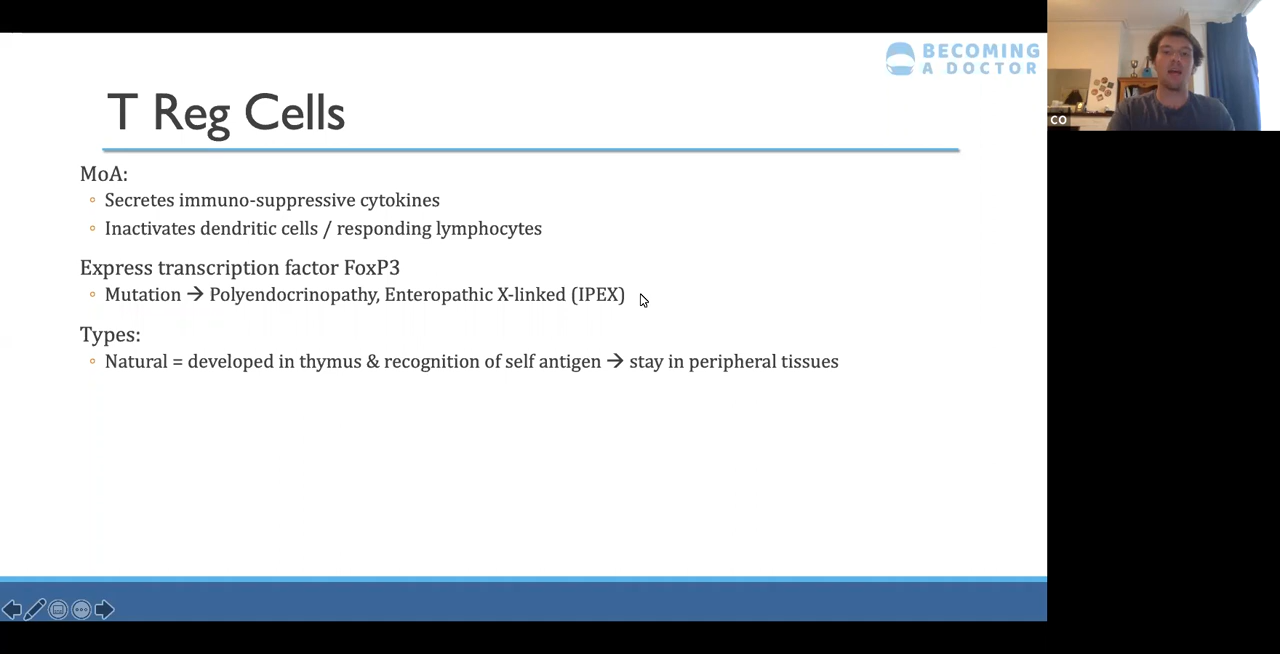 BECOMING
A DOCTOR
T Reg Cells
MoA:
Secretes immuno-suppressive cytokines
Inactivates dendritic cells / responding lymphocytes
Express transcription factor FoxP3
Mutation → Polyendocrinopathy, Enteropathic X-linked (IPEX)
Types:
Natural = developed in thymus & recognition of self antigen → stay in peripheral tissues
CO